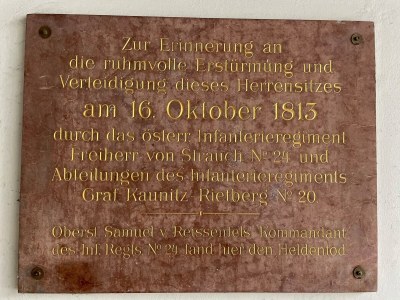 Zur Erinnerung an
die ruhmvolle Erstürmung und
Verteidigung dieses Herrensitzes
am 16. Oktober 1813
durch das österr Infanterieregiment
Freiherr von Strauch No 24 und
Abteilungen des Infanterieregiments
Graf Kaunitz Rietberg No 20
Oberst Samuel v Reissenfels, Kommandant
des Inf. Regts No 24 fand hier den Heldentod